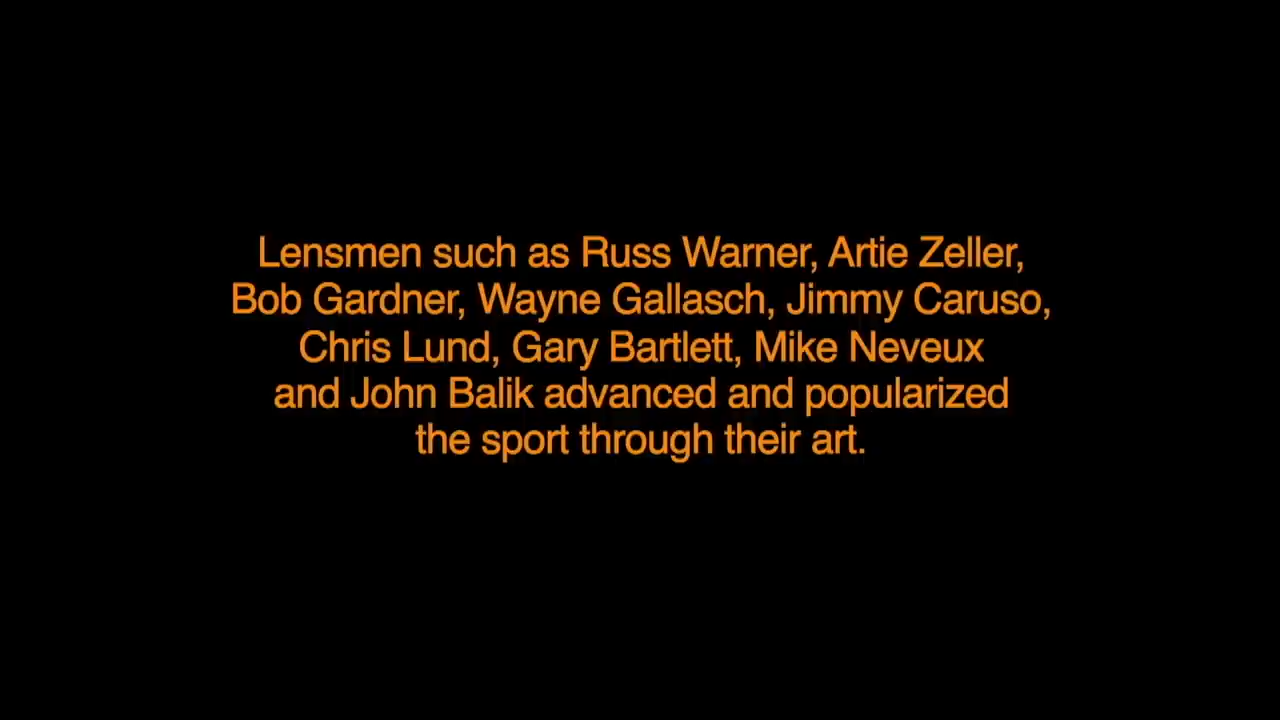 Lensmen such as Russ Warner, Artie Zeller,
Bob Gardner, Wayne Gallasch, Jimmy Caruso,
Chris Lund, Gary Bartlett, Mike Neveux
and John Balik advanced and popularized
the sport through their art.